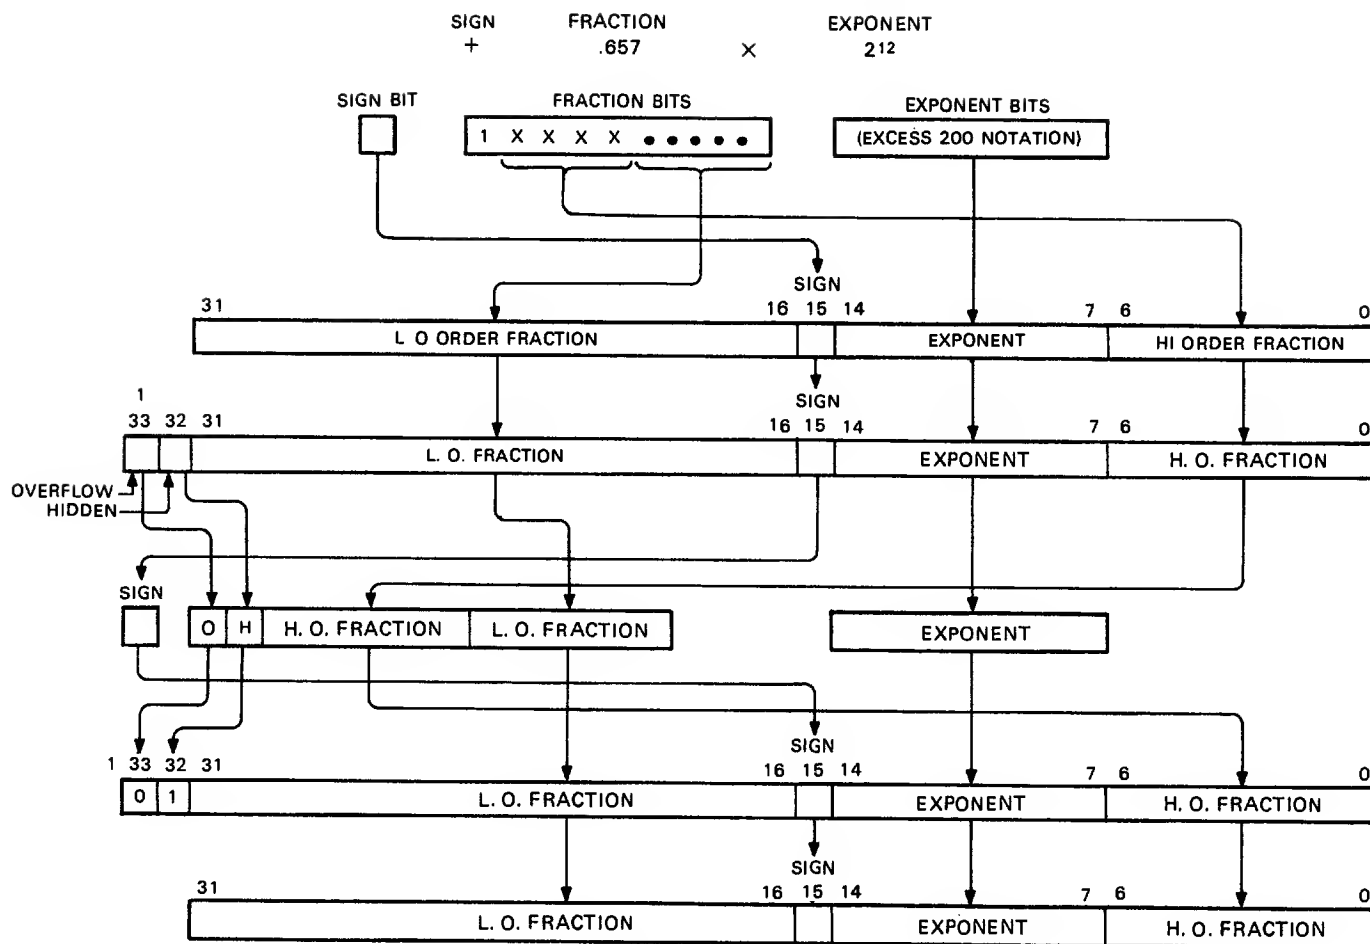 SIGN FRACTION EXPONENT
+ .657 × 2¹²
SIGN BIT FRACTION BITS EXPONENT BITS
1 X X X X ● ● ● ● ● (EXCESS 200 NOTATION)
SIGN
31 16 15 14 7 6 0
L O ORDER FRACTION EXPONENT HI ORDER FRACTION
1 SIGN
33 32 31 16 15 14 7 6 0
L. O. FRACTION EXPONENT H. O. FRACTION
OVERFLOW
HIDDEN
SIGN
O H H. O. FRACTION L. O. FRACTION EXPONENT
SIGN
1 33 32 31 16 15 14 7 6 0
0 1 L. O. FRACTION EXPONENT H. O. FRACTION
SIGN
31 16 15 14 7 6 0
L. O. FRACTION EXPONENT H. O. FRACTION